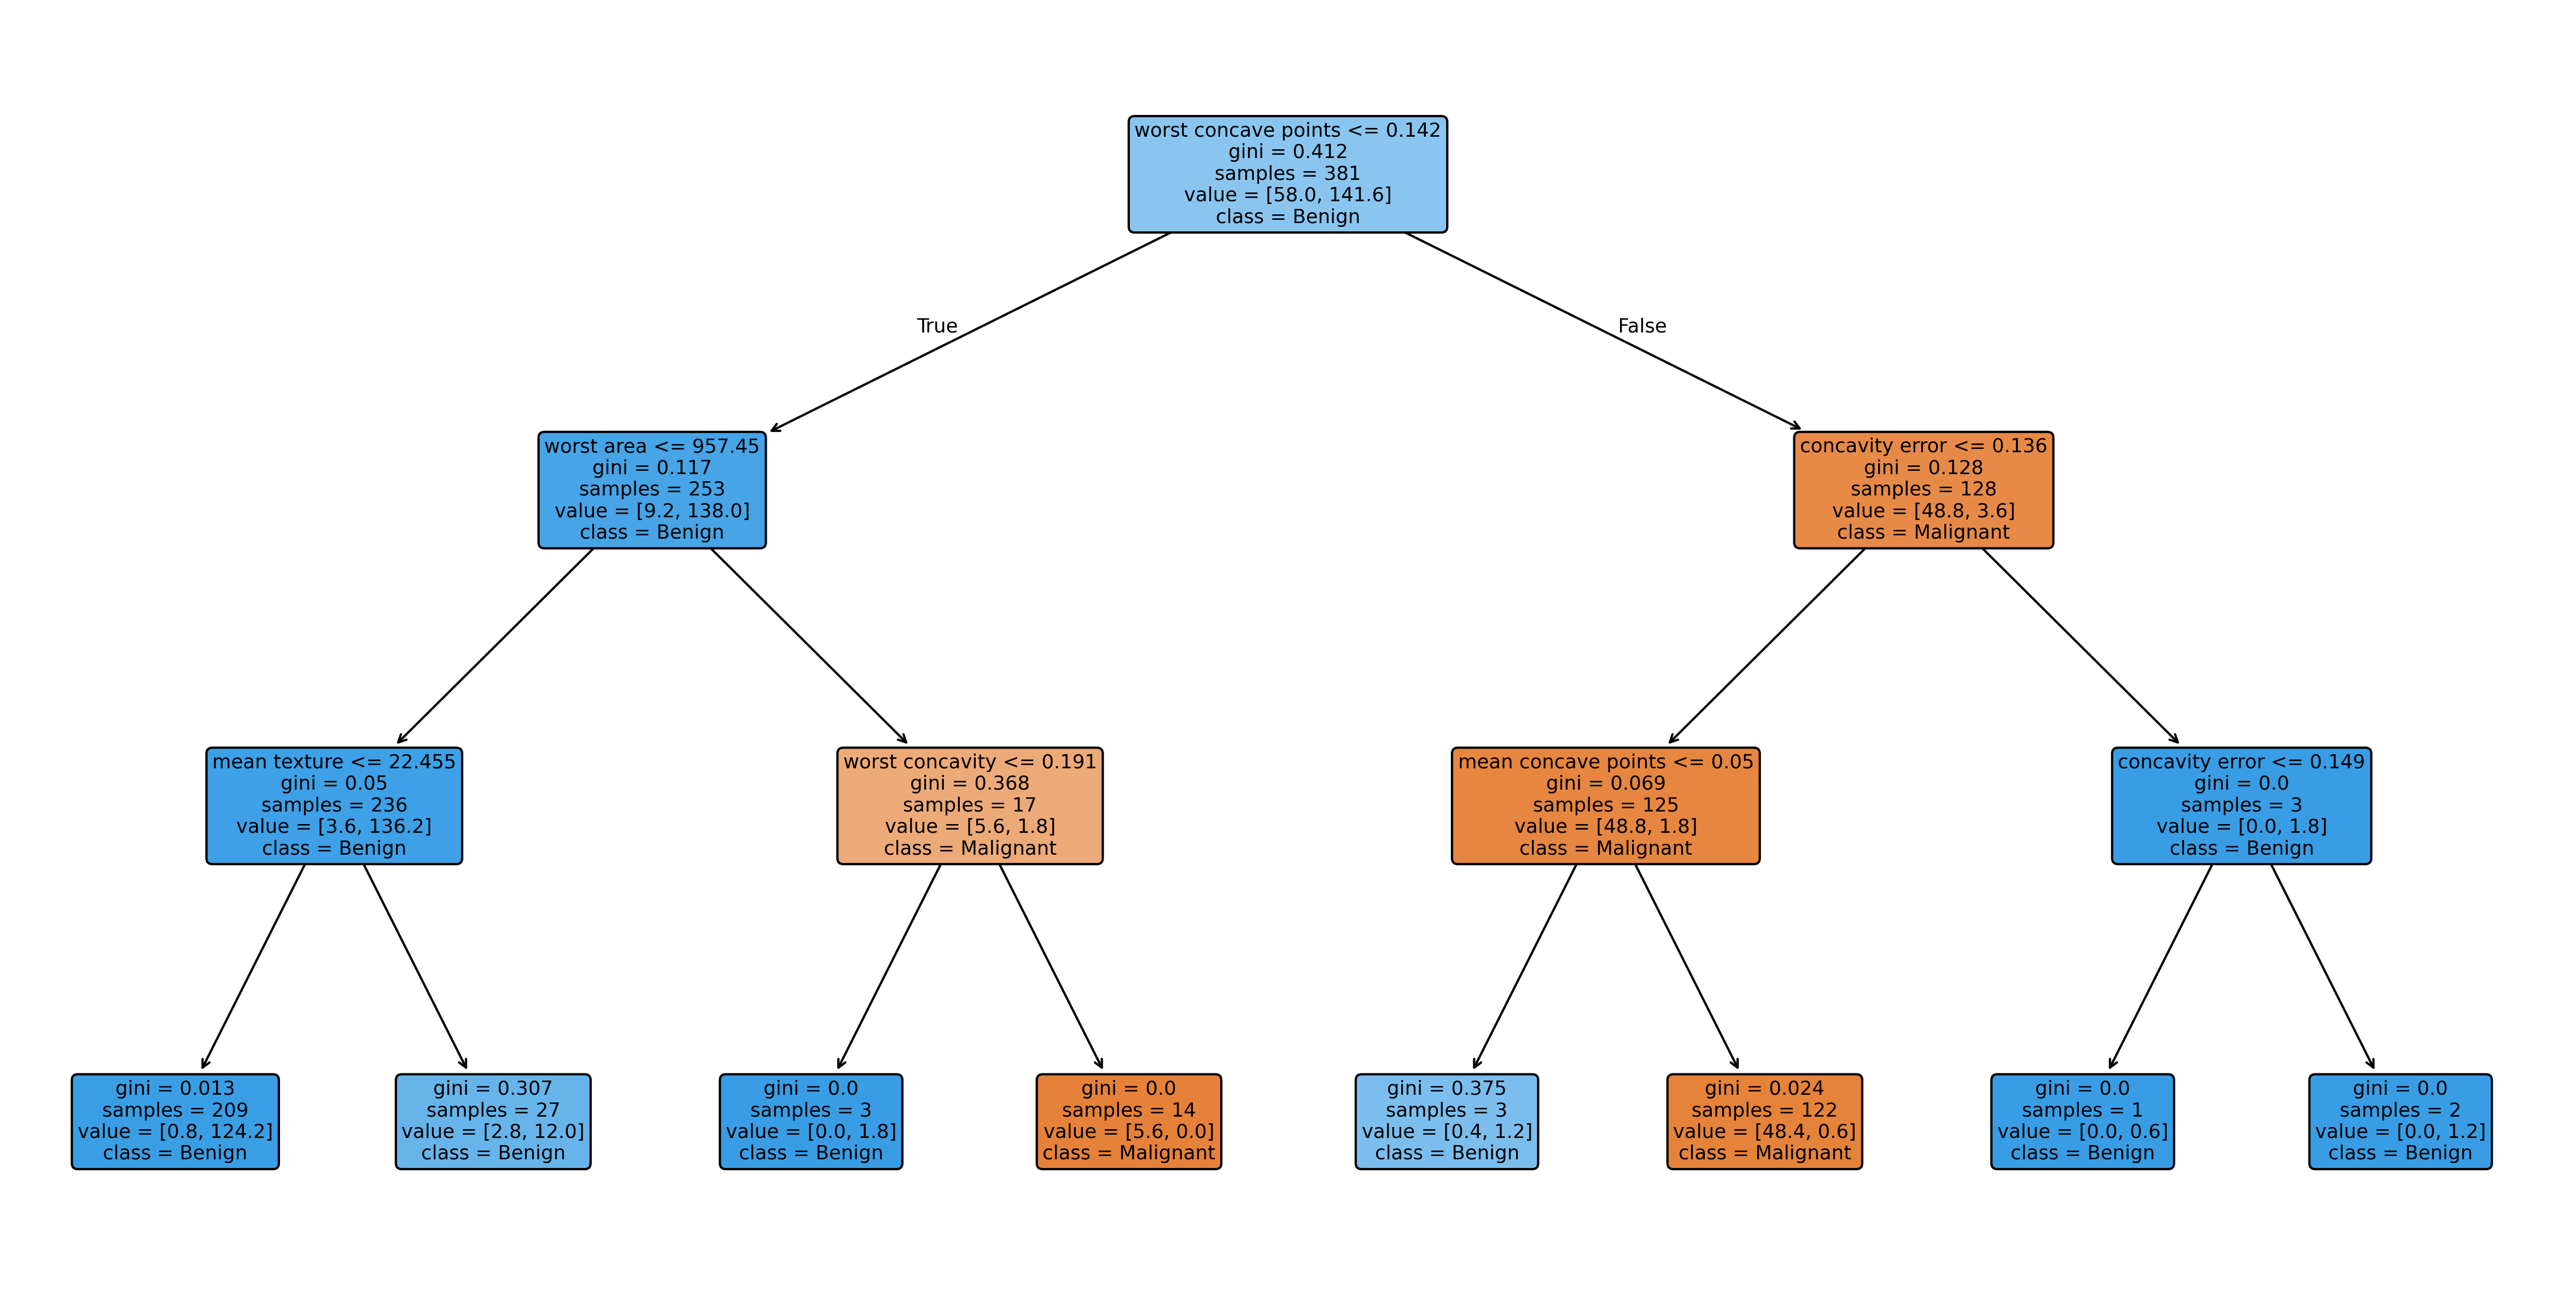 worst concave points <= 0.142
gini = 0.412
samples = 381
value = [58.0, 141.6]
class = Benign
True
False
worst area <= 957.45
gini = 0.117
samples = 253
value = [9.2, 138.0]
class = Benign
concavity error <= 0.136
gini = 0.128
samples = 128
value = [48.8, 3.6]
class = Malignant
mean texture <= 22.455
gini = 0.05
samples = 236
value = [3.6, 136.2]
class = Benign
worst concavity <= 0.191
gini = 0.368
samples = 17
value = [5.6, 1.8]
class = Malignant
mean concave points <= 0.05
gini = 0.069
samples = 125
value = [48.8, 1.8]
class = Malignant
concavity error <= 0.149
gini = 0.0
samples = 3
value = [0.0, 1.8]
class = Benign
gini = 0.013
samples = 209
value = [0.8, 124.2]
class = Benign
gini = 0.307
samples = 27
value = [2.8, 12.0]
class = Benign
gini = 0.0
samples = 3
value = [0.0, 1.8]
class = Benign
gini = 0.0
samples = 14
value = [5.6, 0.0]
class = Malignant
gini = 0.375
samples = 3
value = [0.4, 1.2]
class = Benign
gini = 0.024
samples = 122
value = [48.4, 0.6]
class = Malignant
gini = 0.0
samples = 1
value = [0.0, 0.6]
class = Benign
gini = 0.0
samples = 2
value = [0.0, 1.2]
class = Benign